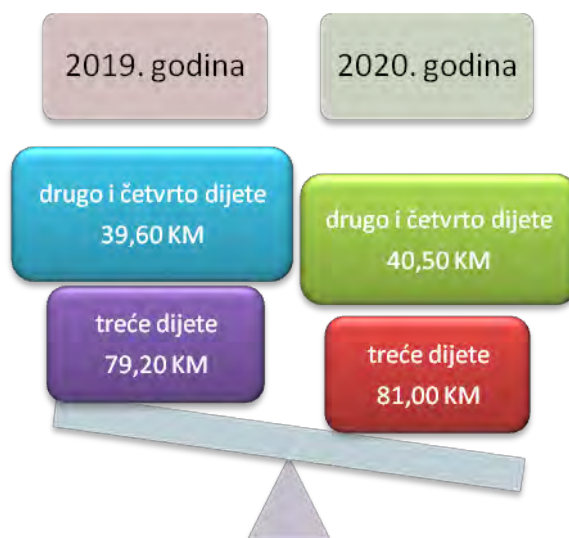 2019. godina
2020. godina
drugo i četvrto dijete
39,60 KM
drugo i četvrto dijete
40,50 KM
treće dijete
79,20 KM
treće dijete
81,00 KM